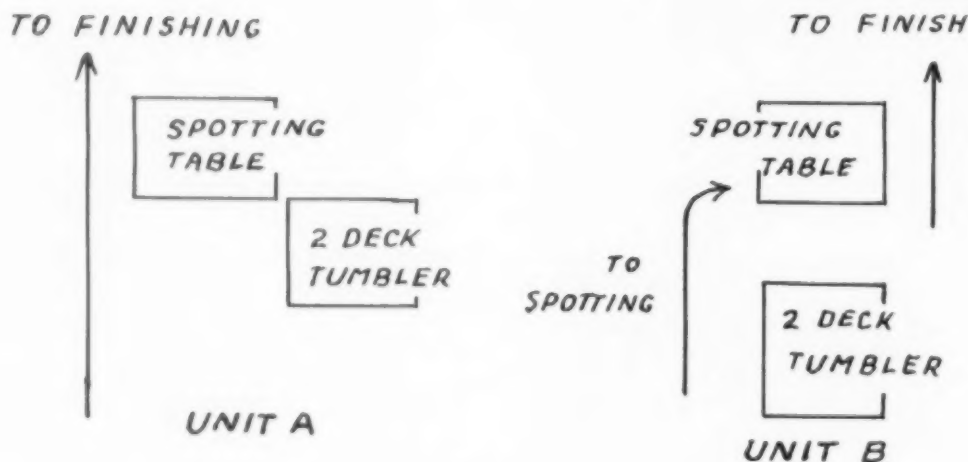 TO FINISHING
SPOTTING
TABLE
2 DECK
TUMBLER
UNIT A
TO FINISH
SPOTTING
TABLE
TO
SPOTTING
2 DECK
TUMBLER
UNIT B